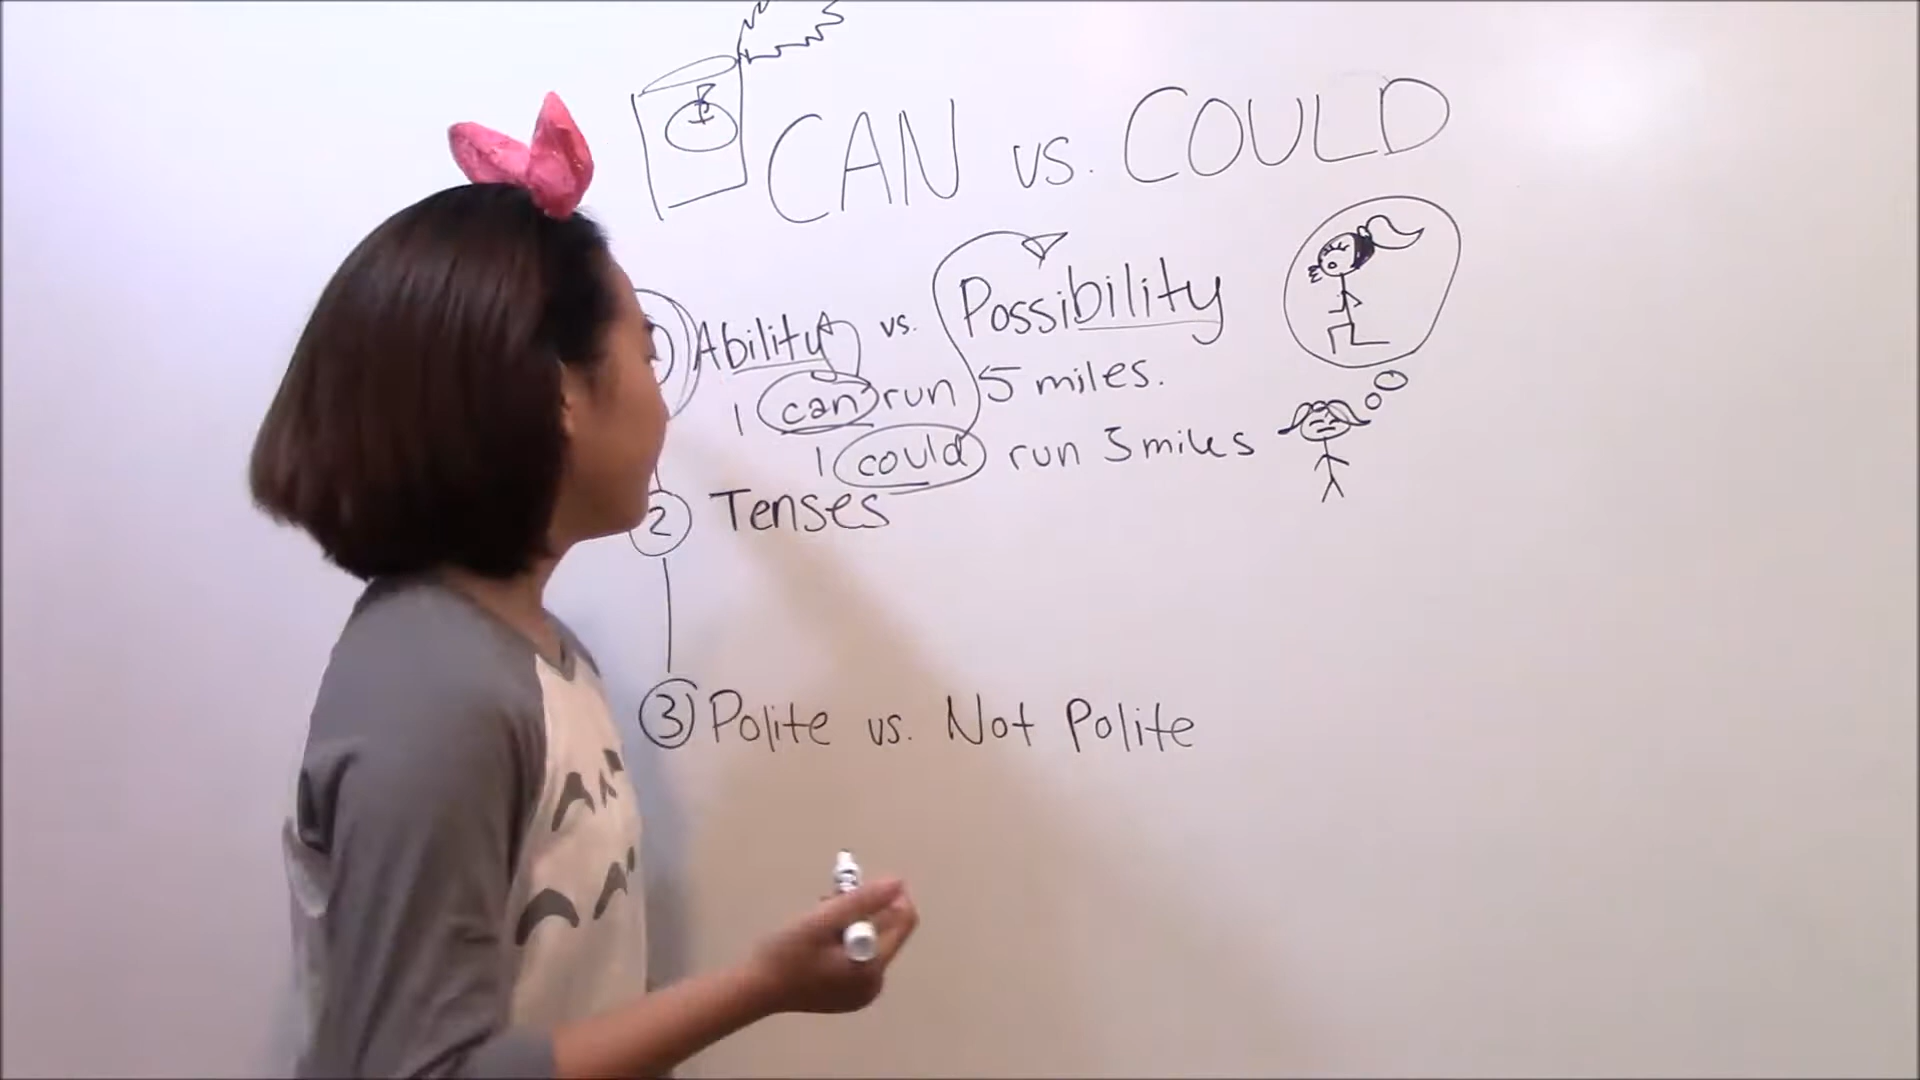 CAN vs. COULD
Ability vs. Possibility
I can run 5 miles.
I could run 5 miles
2 Tenses
3 Polite vs. Not Polite